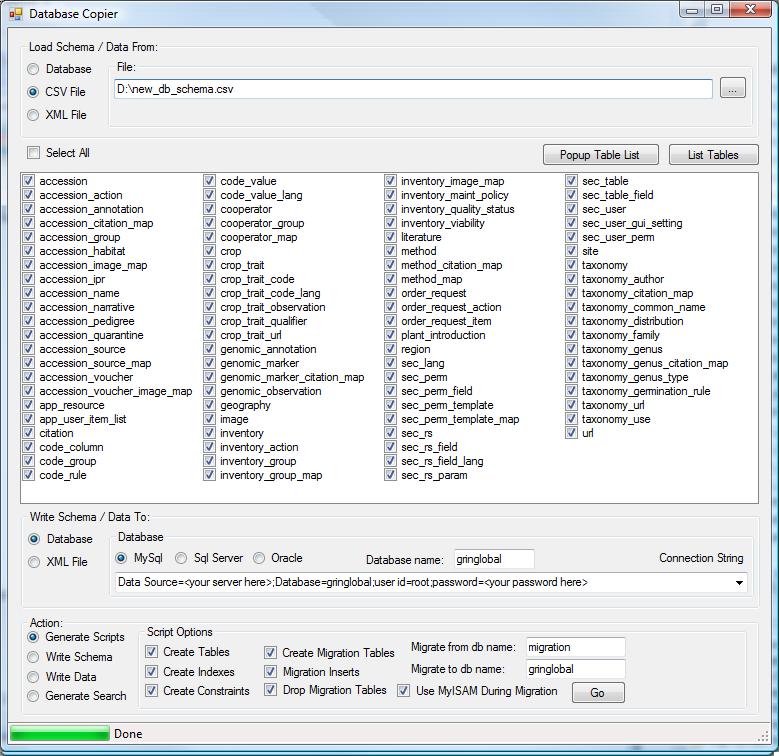 Database Copier
Load Schema / Data From:
Database
File:
CSV File
D:\new_db_schema.csv
...
XML File
Select All
Popup Table List
List Tables
accession
accession_action
accession_annotation
accession_citation_map
accession_group
accession_habitat
accession_image_map
accession_ipr
accession_name
accession_narrative
accession_pedigree
accession_quarantine
accession_source
accession_source_map
accession_voucher
accession_voucher_image_map
app_resource
app_user_item_list
citation
code_column
code_group
code_rule
code_value
code_value_lang
cooperator
cooperator_group
cooperator_map
crop
crop_trait
crop_trait_code
crop_trait_code_lang
crop_trait_observation
crop_trait_qualifier
crop_trait_url
genomic_annotation
genomic_marker
genomic_marker_citation_map
genomic_observation
geography
image
inventory
inventory_action
inventory_group
inventory_group_map
inventory_image_map
inventory_maint_policy
inventory_quality_status
inventory_viability
literature
method
method_citation_map
method_map
order_request
order_request_action
order_request_item
plant_introduction
region
sec_lang
sec_perm
sec_perm_field
sec_perm_template
sec_perm_template_map
sec_rs
sec_rs_field
sec_rs_field_lang
sec_rs_param
sec_table
sec_table_field
sec_user
sec_user_gui_setting
sec_user_perm
site
taxonomy
taxonomy_author
taxonomy_citation_map
taxonomy_common_name
taxonomy_distribution
taxonomy_family
taxonomy_genus
taxonomy_genus_citation_map
taxonomy_genus_type
taxonomy_germination_rule
taxonomy_url
taxonomy_use
url
Write Schema / Data To:
Database
XML File
Database
MySql
Sql Server
Oracle
Database name:
gringlobal
Connection String
Data Source=<your server here>;Database=gringlobal;user id=root;password=<your password here>
Action:
Generate Scripts
Write Schema
Write Data
Generate Search
Script Options
Create Tables
Create Indexes
Create Constraints
Create Migration Tables
Migration Inserts
Drop Migration Tables
Migrate from db name:
migration
Migrate to db name:
gringlobal
Use MyISAM During Migration
Go
Done